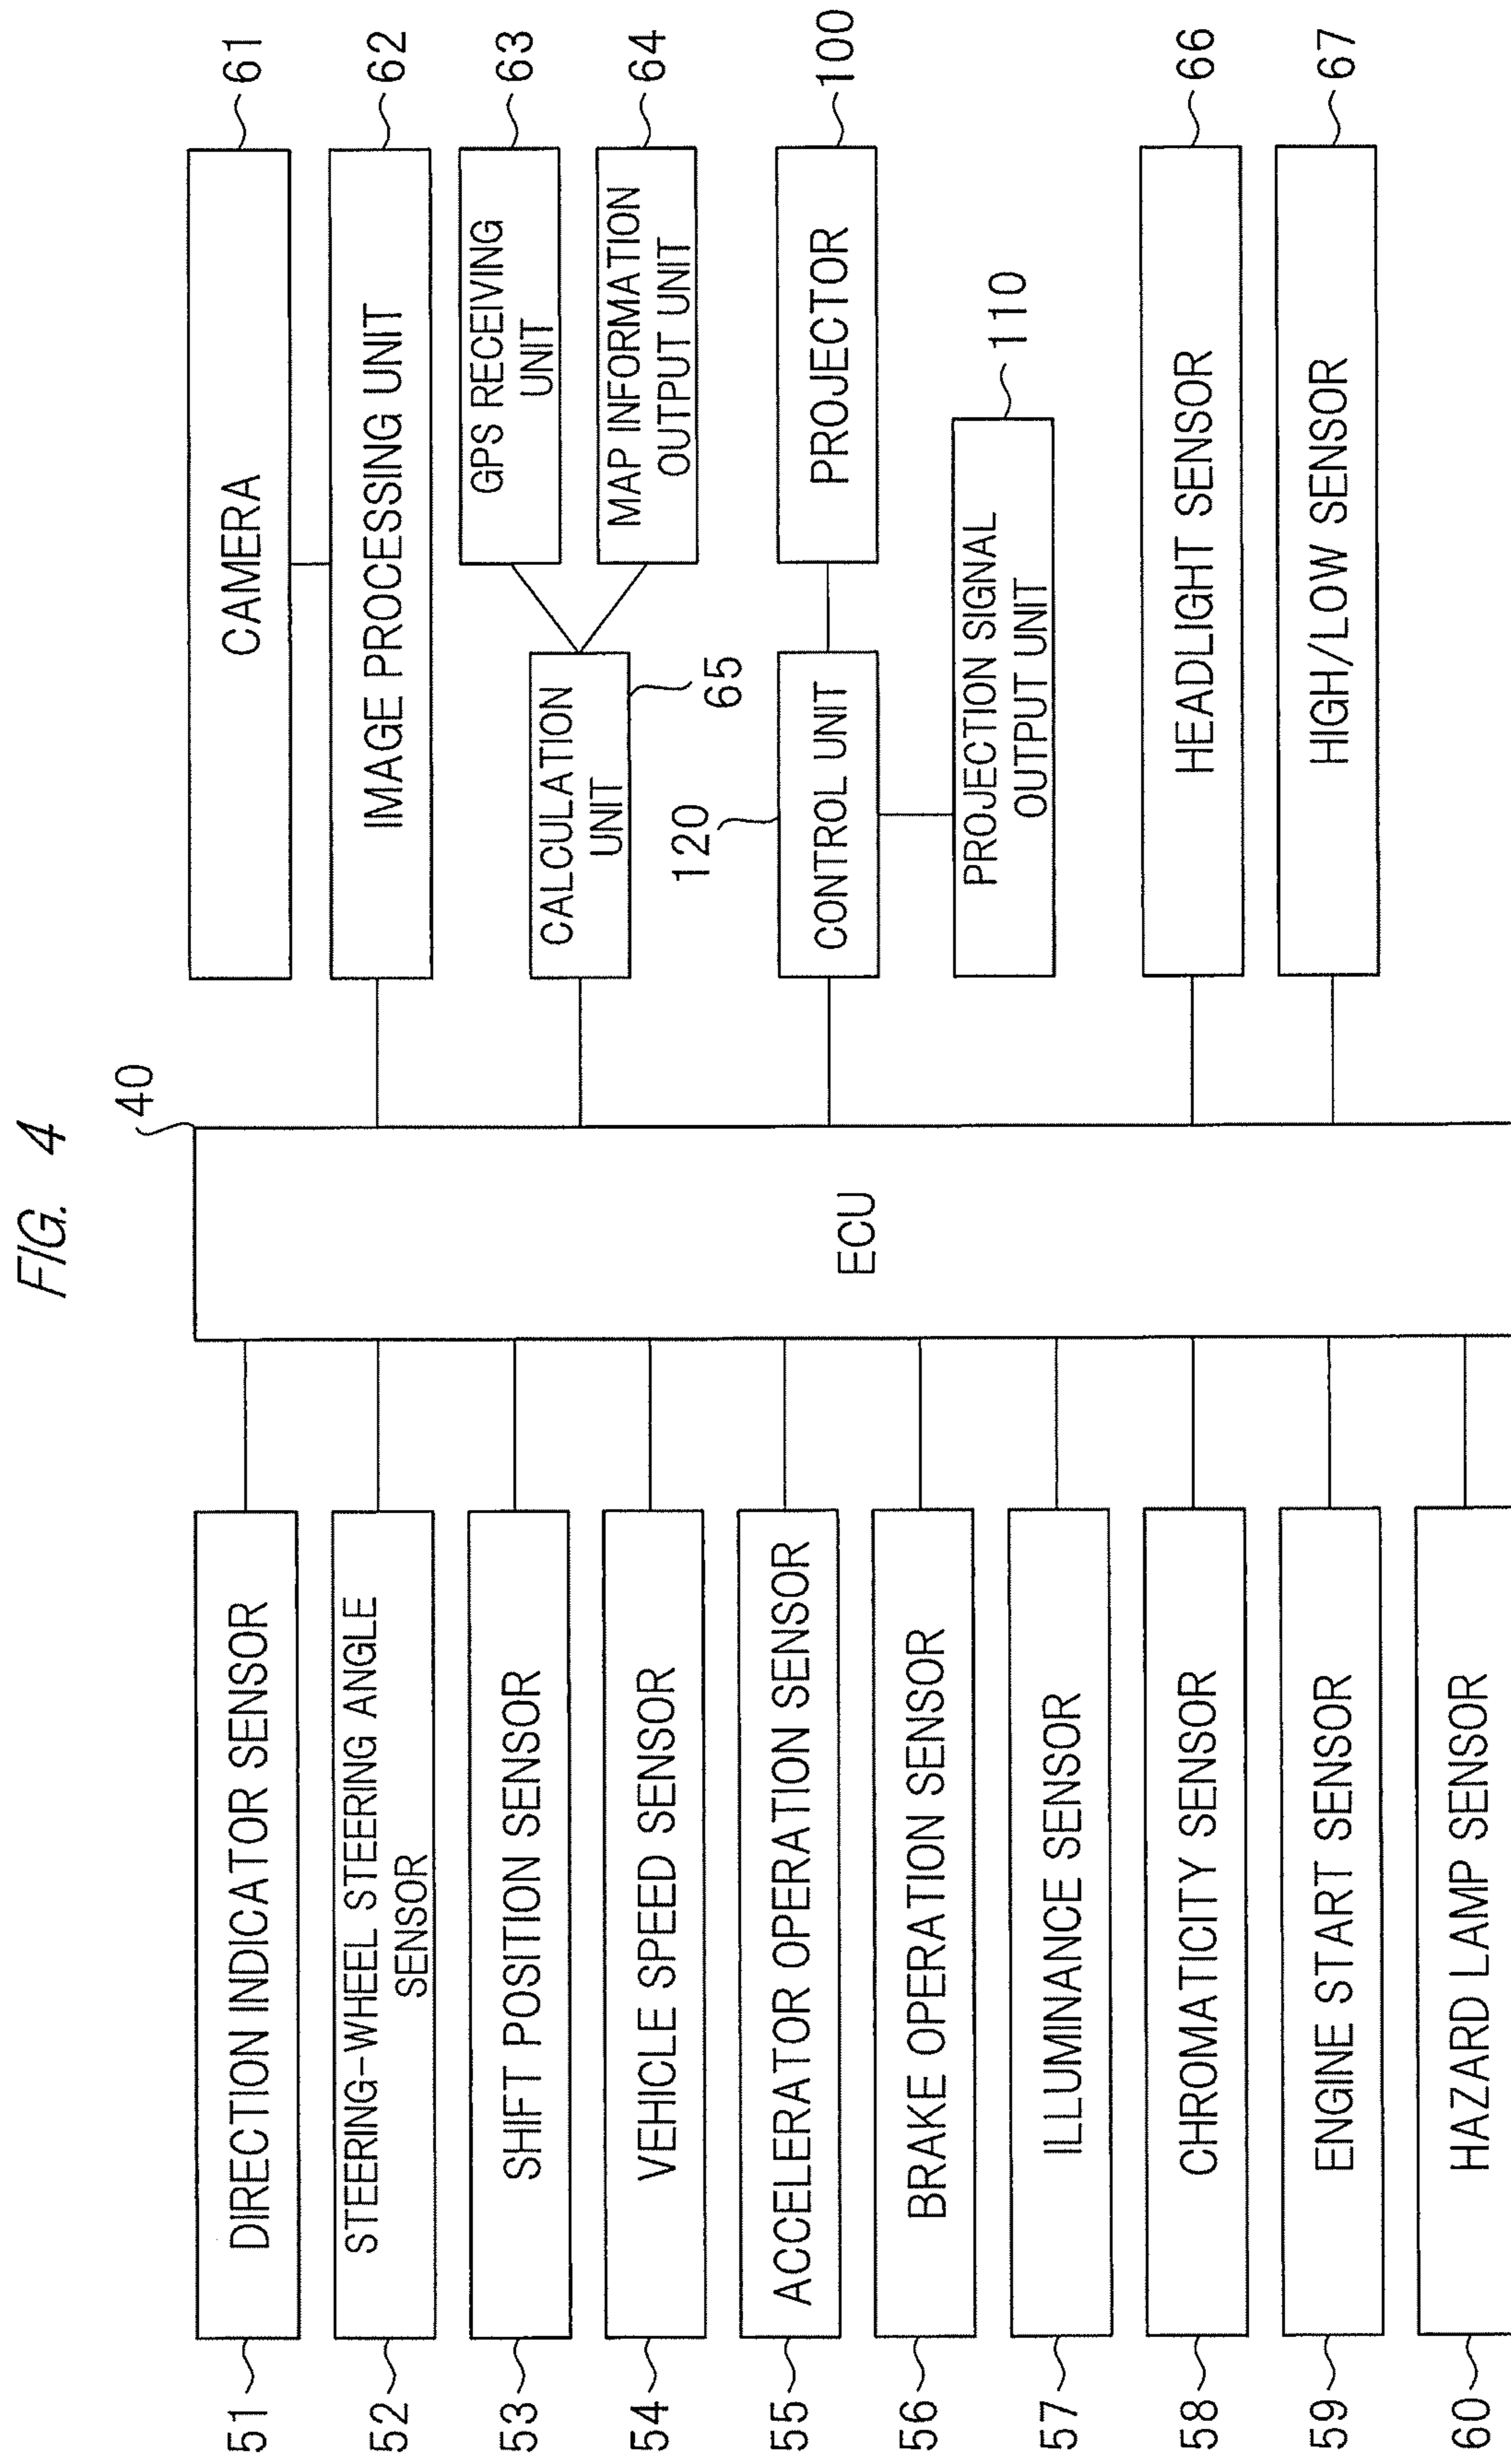 FIG. 4
40
ECU
51
DIRECTION INDICATOR SENSOR
52
STEERING-WHEEL STEERING ANGLE
SENSOR
53
SHIFT POSITION SENSOR
54
VEHICLE SPEED SENSOR
55
ACCELERATOR OPERATION SENSOR
56
BRAKE OPERATION SENSOR
57
ILLUMINANCE SENSOR
58
CHROMATICITY SENSOR
59
ENGINE START SENSOR
60
HAZARD LAMP SENSOR
CAMERA
61
IMAGE PROCESSING UNIT
62
GPS RECEIVING
UNIT
63
MAP INFORMATION
OUTPUT UNIT
64
CALCULATION
UNIT
65
PROJECTOR
100
120
CONTROL UNIT
PROJECTION SIGNAL
OUTPUT UNIT
110
HEADLIGHT SENSOR
66
HIGH/LOW SENSOR
67